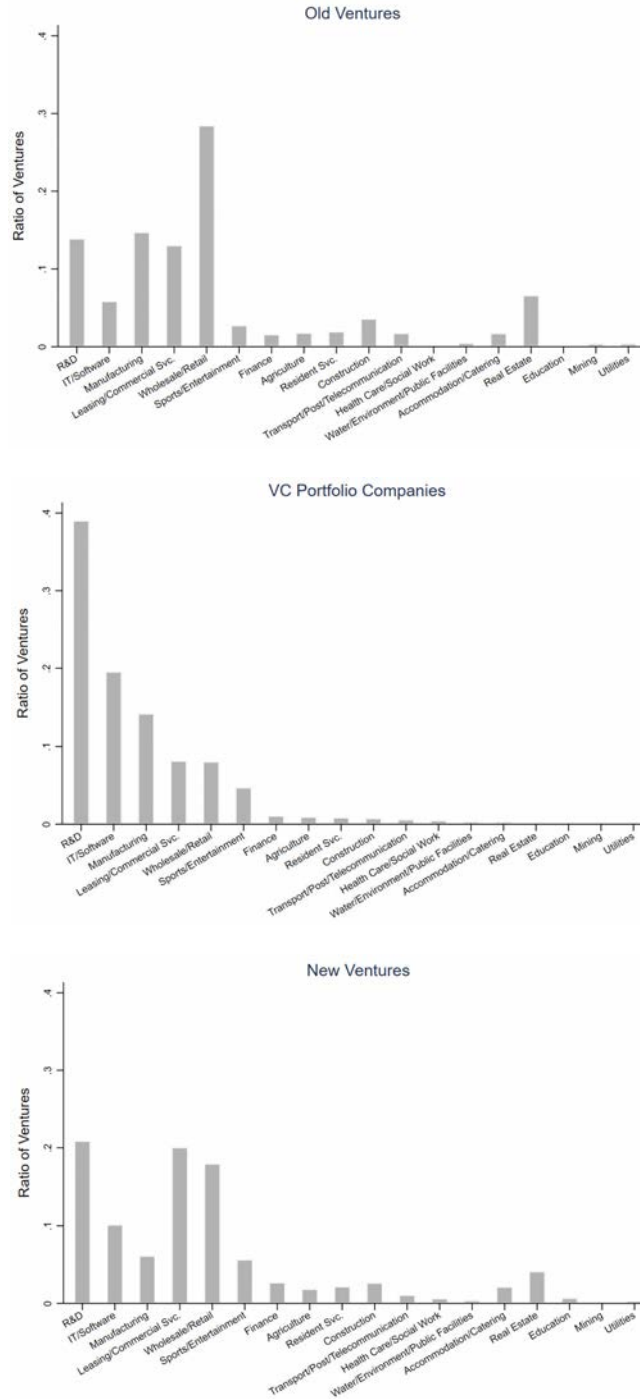 Old Ventures
Ratio of Ventures
.4
.3
.2
.1
0
R&D
IT/Software
Manufacturing
Leasing/Commercial Svc.
Wholesale/Retail
Sports/Entertainment
Finance
Agriculture
Resident Svc.
Construction
Transport/Post/Telecommunication
Health Care/Social Work
Water/Environment/Public Facilities
Accommodation/Catering
Real Estate
Education
Mining
Utilities
VC Portfolio Companies
Ratio of Ventures
.4
.3
.2
.1
0
R&D
IT/Software
Manufacturing
Leasing/Commercial Svc.
Wholesale/Retail
Sports/Entertainment
Finance
Agriculture
Resident Svc.
Construction
Transport/Post/Telecommunication
Health Care/Social Work
Water/Environment/Public Facilities
Accommodation/Catering
Real Estate
Education
Mining
Utilities
New Ventures
Ratio of Ventures
.4
.3
.2
.1
0
R&D
IT/Software
Manufacturing
Leasing/Commercial Svc.
Wholesale/Retail
Sports/Entertainment
Finance
Agriculture
Resident Svc.
Construction
Transport/Post/Telecommunication
Health Care/Social Work
Water/Environment/Public Facilities
Accommodation/Catering
Real Estate
Education
Mining
Utilities